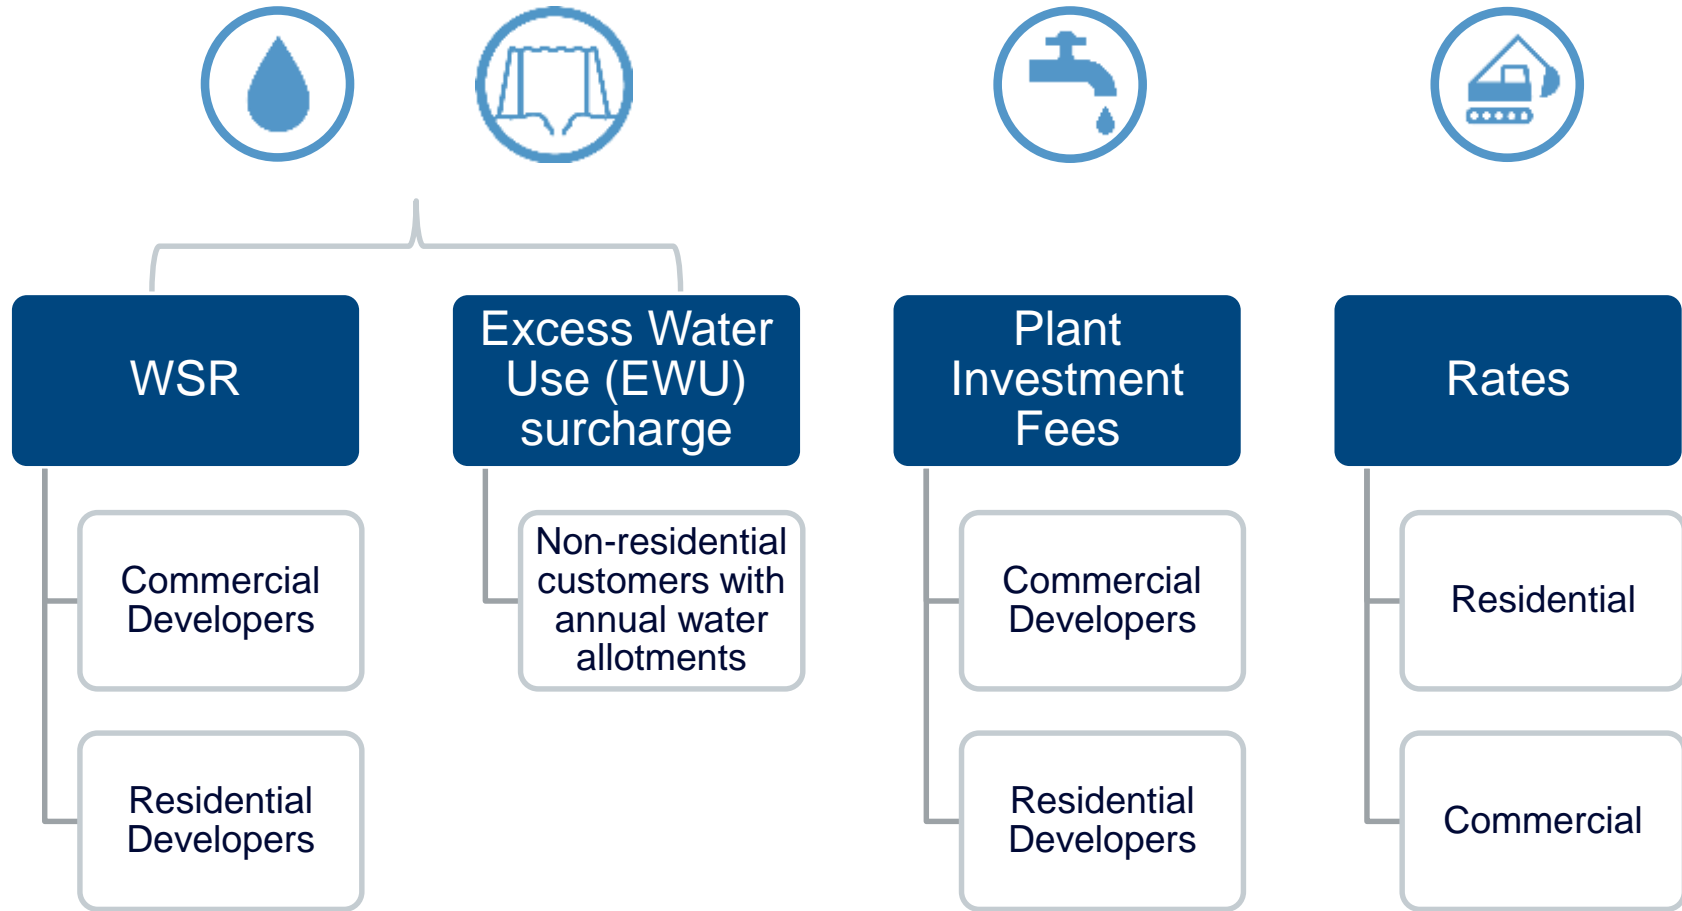 WSR
Commercial
Developers
Residential
Developers
Excess Water
Use (EWU)
surcharge
Non-residential
customers with
annual water
allotments
Plant
Investment
Fees
Commercial
Developers
Residential
Developers
Rates
Residential
Commercial